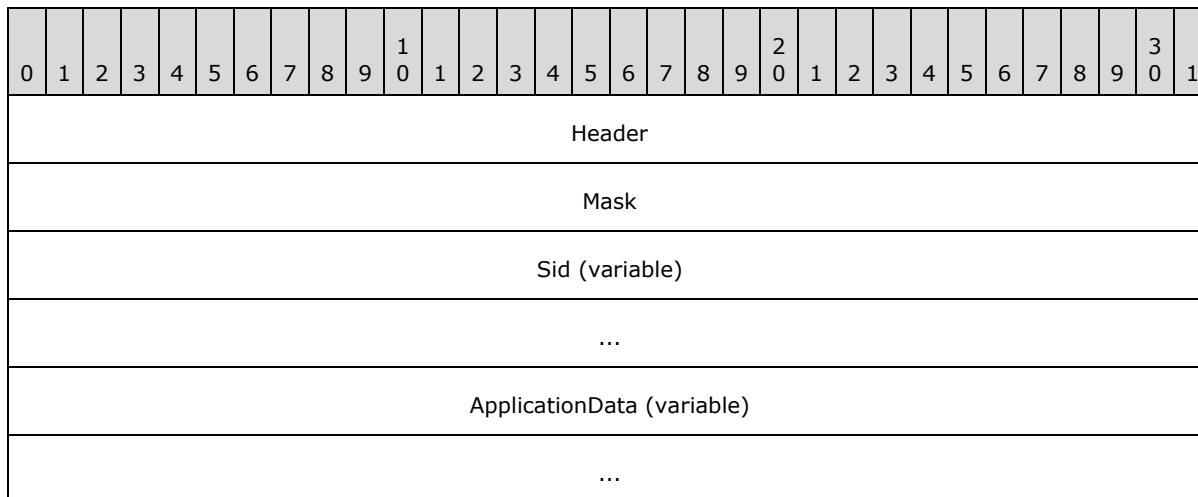 1 2 3
0 1 2 3 4 5 6 7 8 9 0 1 2 3 4 5 6 7 8 9 0 1 2 3 4 5 6 7 8 9 0 1
Header
Mask
Sid (variable)
...
ApplicationData (variable)
...